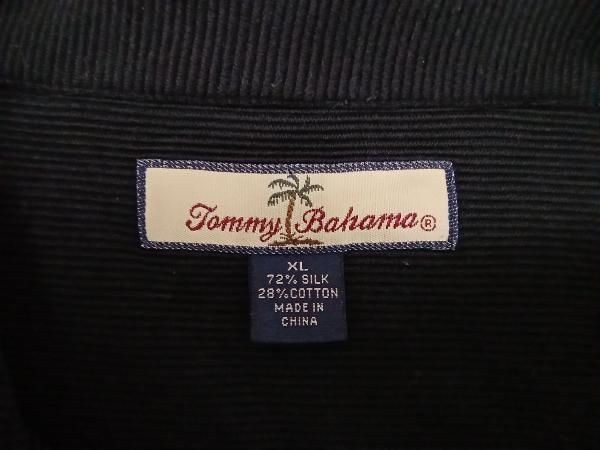 Tommy Bahama®
XL
72% SILK
28% COTTON
MADE IN
CHINA